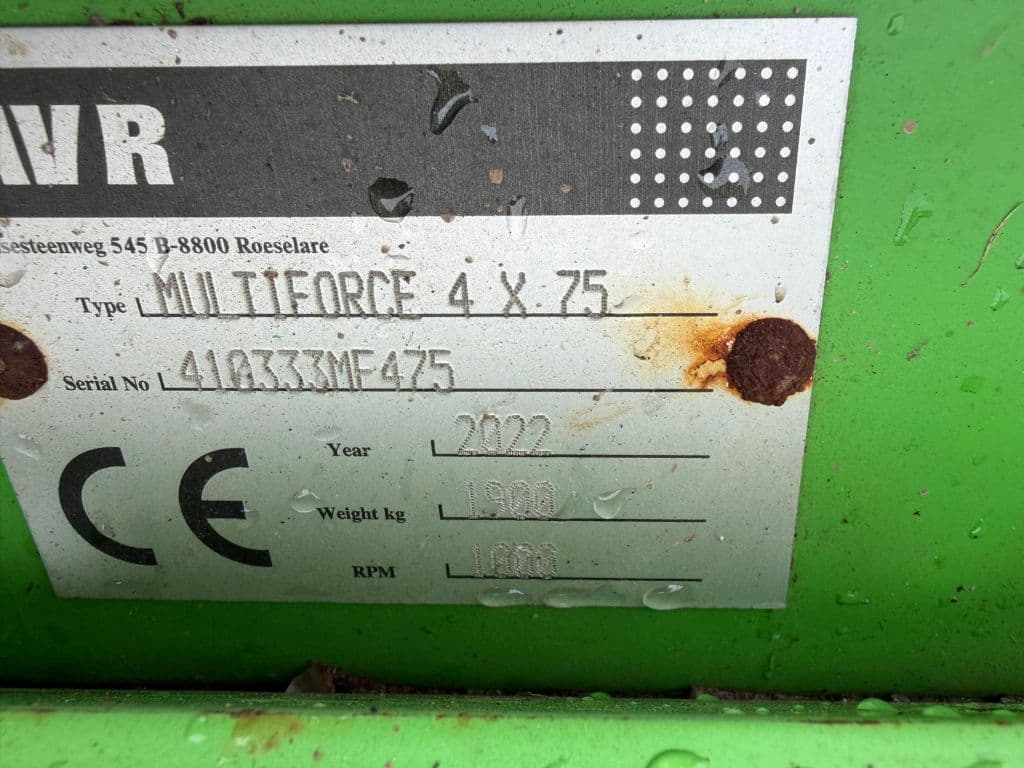 AVR
sesteenweg 545 B-8800 Roeselare
Type MULTIFORCE 4 X 75
Serial No 410333MF475
CE
Year 2022
Weight kg 1900
RPM 1000